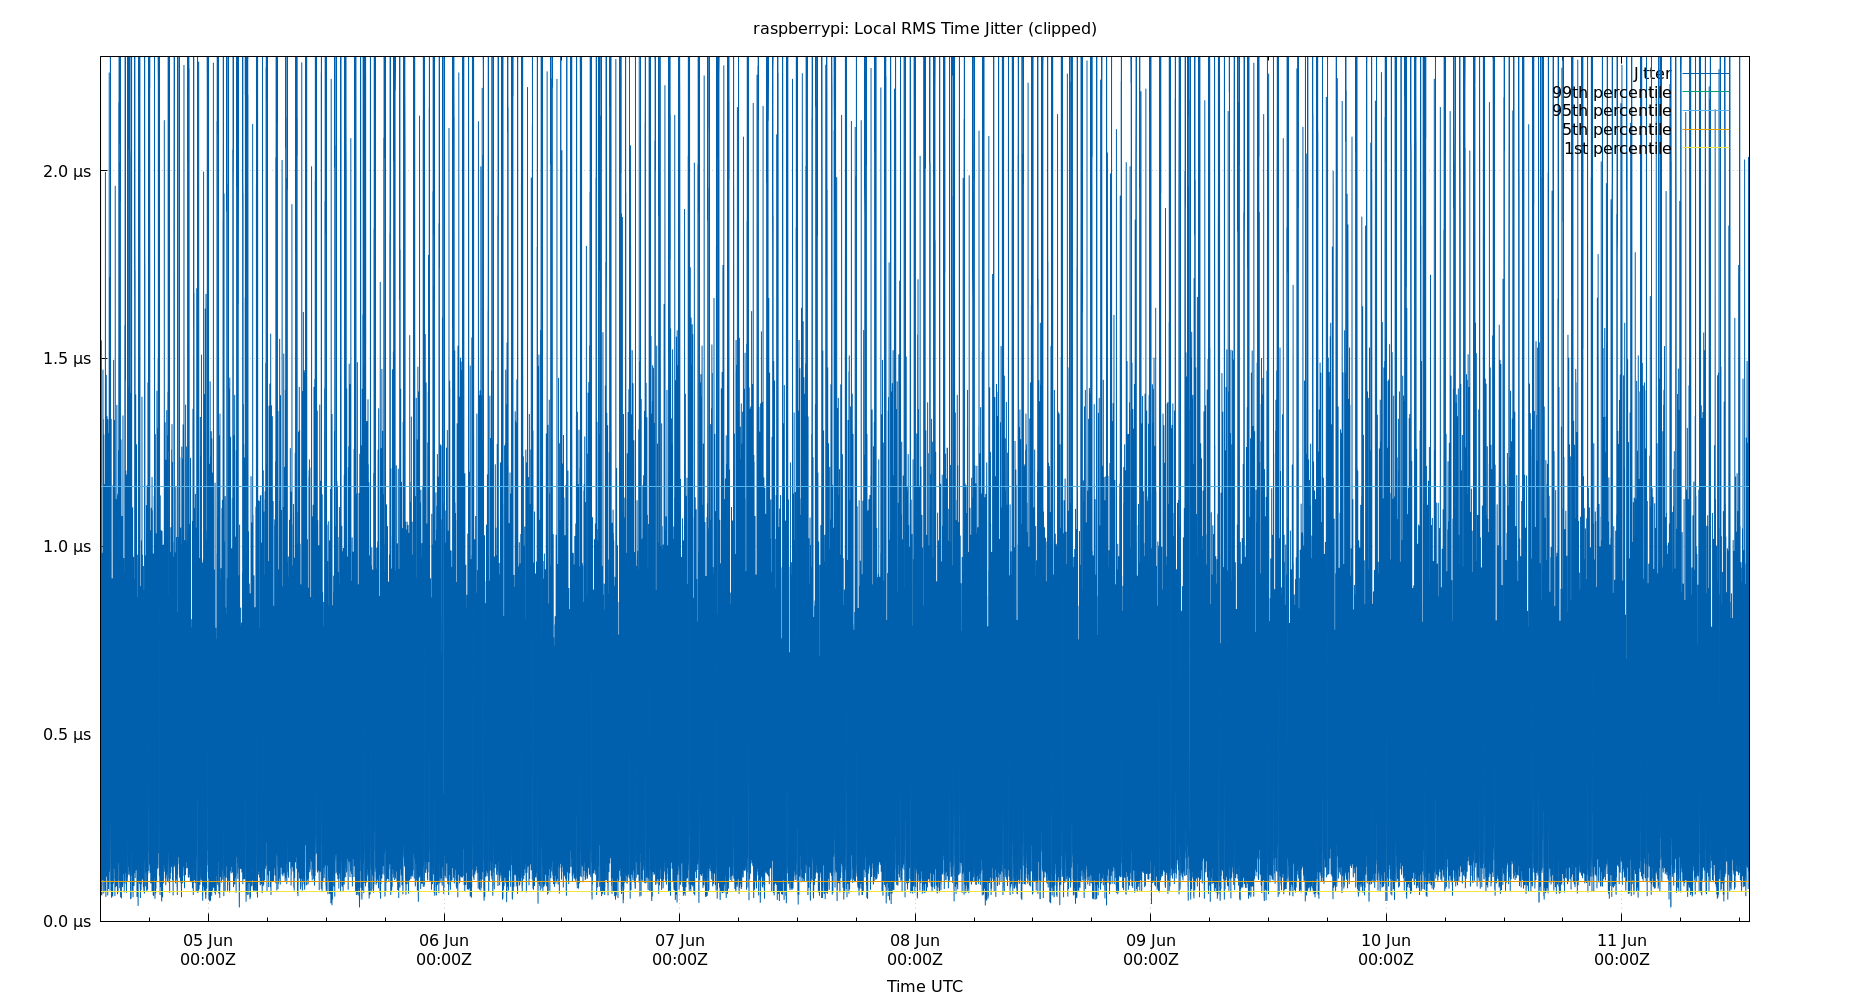 raspberrypi: Local RMS Time Jitter (clipped)
Jitter
99th percentile
95th percentile
5th percentile
1st percentile
2.0 µs
1.5 µs
1.0 µs
0.5 µs
0.0 µs
05 Jun 06 Jun 07 Jun 08 Jun 09 Jun 10 Jun 11 Jun
00:00Z 00:00Z 00:00Z 00:00Z 00:00Z 00:00Z 00:00Z
Time UTC